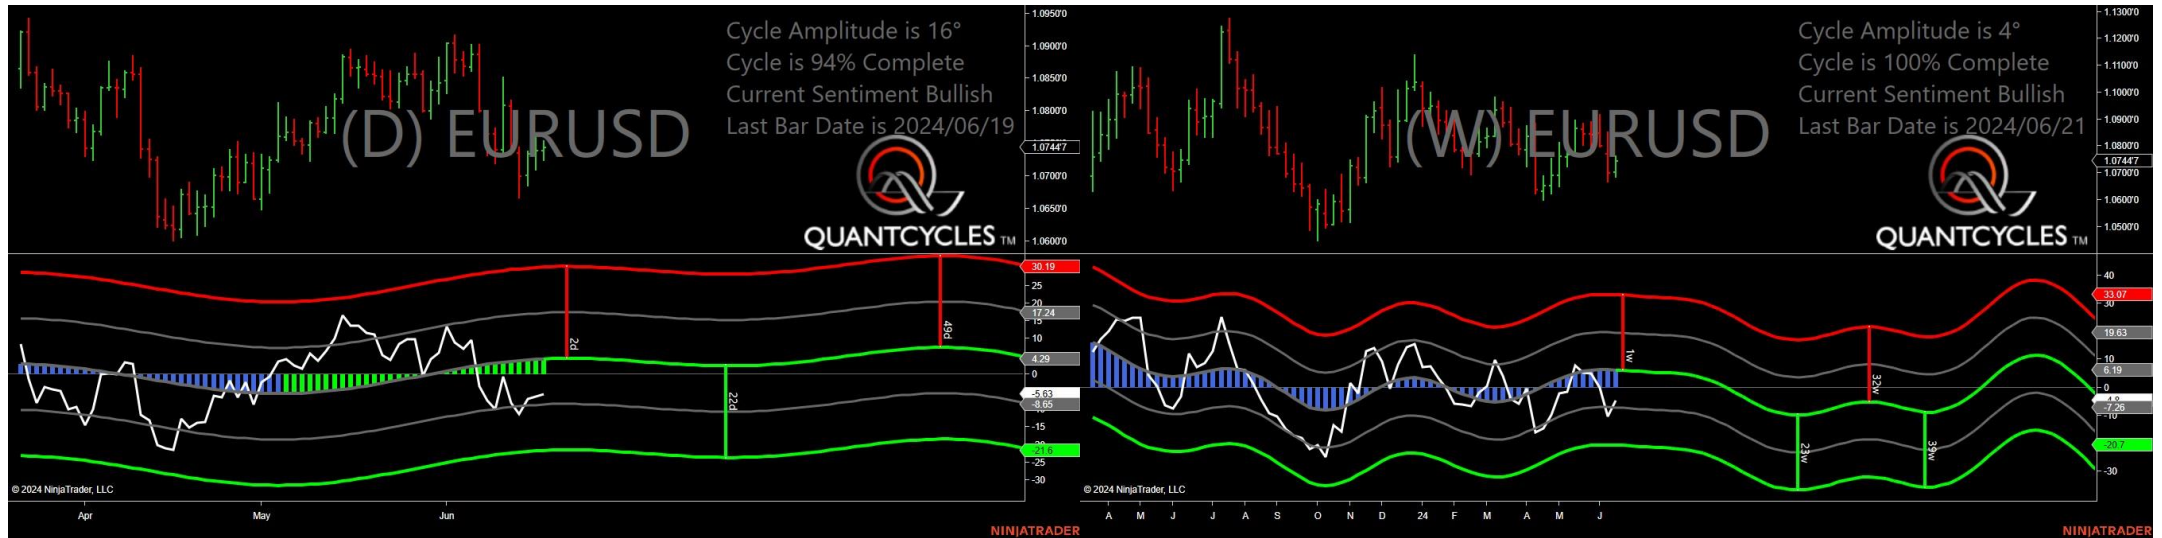 Cycle Amplitude is 16°
Cycle is 94% Complete
Current Sentiment Bullish
Last Bar Date is 2024/06/19
(D) EURUSD
QUANTCYCLES TM
1.0950'0
1.0900'0
1.0850'0
1.0800'0
1.0744'7
1.0700'0
1.0650'0
1.0600'0
30.19
25
20
17.24
15
10
4.29
0
-5.63
-8.65
-21.6
-25
-30
2d
22d
49d
© 2024 NinjaTrader, LLC
Apr May Jun
NINJATRADER
Cycle Amplitude is 4°
Cycle is 100% Complete
Current Sentiment Bullish
Last Bar Date is 2024/06/21
(W) EURUSD
QUANTCYCLES TM
1.1300'0
1.1200'0
1.1100'0
1.1000'0
1.0900'0
1.0800'0
1.0744'7
1.0700'0
1.0600'0
1.0500'0
40
33.07
30
19.63
10
6.19
0
-4.8
-7.26
-10
-20.7
-30
1w
23w
32w
39w
© 2024 NinjaTrader, LLC
A M J J A S O N D 24 F M A M J
NINJATRADER